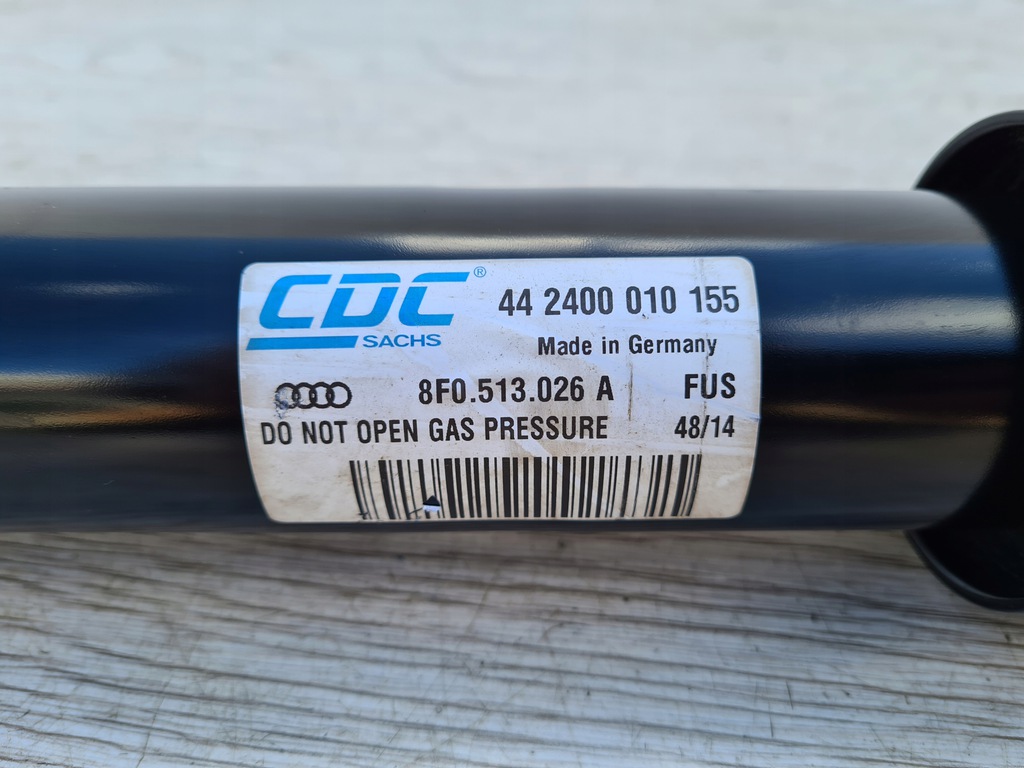 CDC® 44 2400 010 155
SACHS Made in Germany
8F0.513.026 A FUS
DO NOT OPEN GAS PRESSURE 48/14